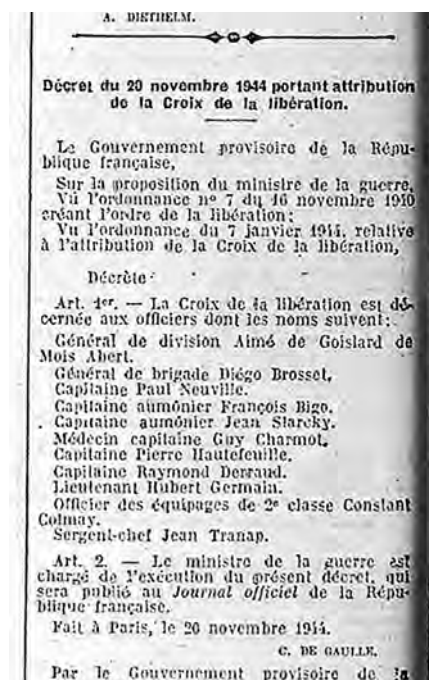 A. DIETHELM.
Décret du 20 novembre 1944 portant attribution
de la Croix de la libération.
Le Gouvernement provisoire de la Répu-
blique française,
Sur la proposition du ministre de la guerre,
Vu l'ordonnance nº 7 du 16 novembre 1940
créant l'ordre de la libération;
Vu l'ordonnance du 7 janvier 1944, relative
à l'attribution de la Croix de la libération,
Décrète:
Art. 1er. — La Croix de la libération est dé-
cernée aux officiers dont les noms suivent:
Général de division Aimé de Goislard de
Mois Abert.
Général de brigade Diégo Brosset.
Capitaine Paul Neuville.
Capitaine aumônier François Bigo.
Capitaine aumônier Jean Starcky.
Médecin capitaine Guy Charmot.
Capitaine Pierre Hautefeuille.
Capitaine Raymond Derraud.
Lieutenant Hubert Germain.
Officier des équipages de 2e classe Constant
Colmay.
Sergent-chef Jean Tranap.
Art. 2. — Le ministre de la guerre est
chargé de l'exécution du présent décret, qui
sera publié au Journal officiel de la Répu-
blique française.
Fait à Paris, le 20 novembre 1944.
C. DE GAULLE.
Par le Gouvernement provisoire de la